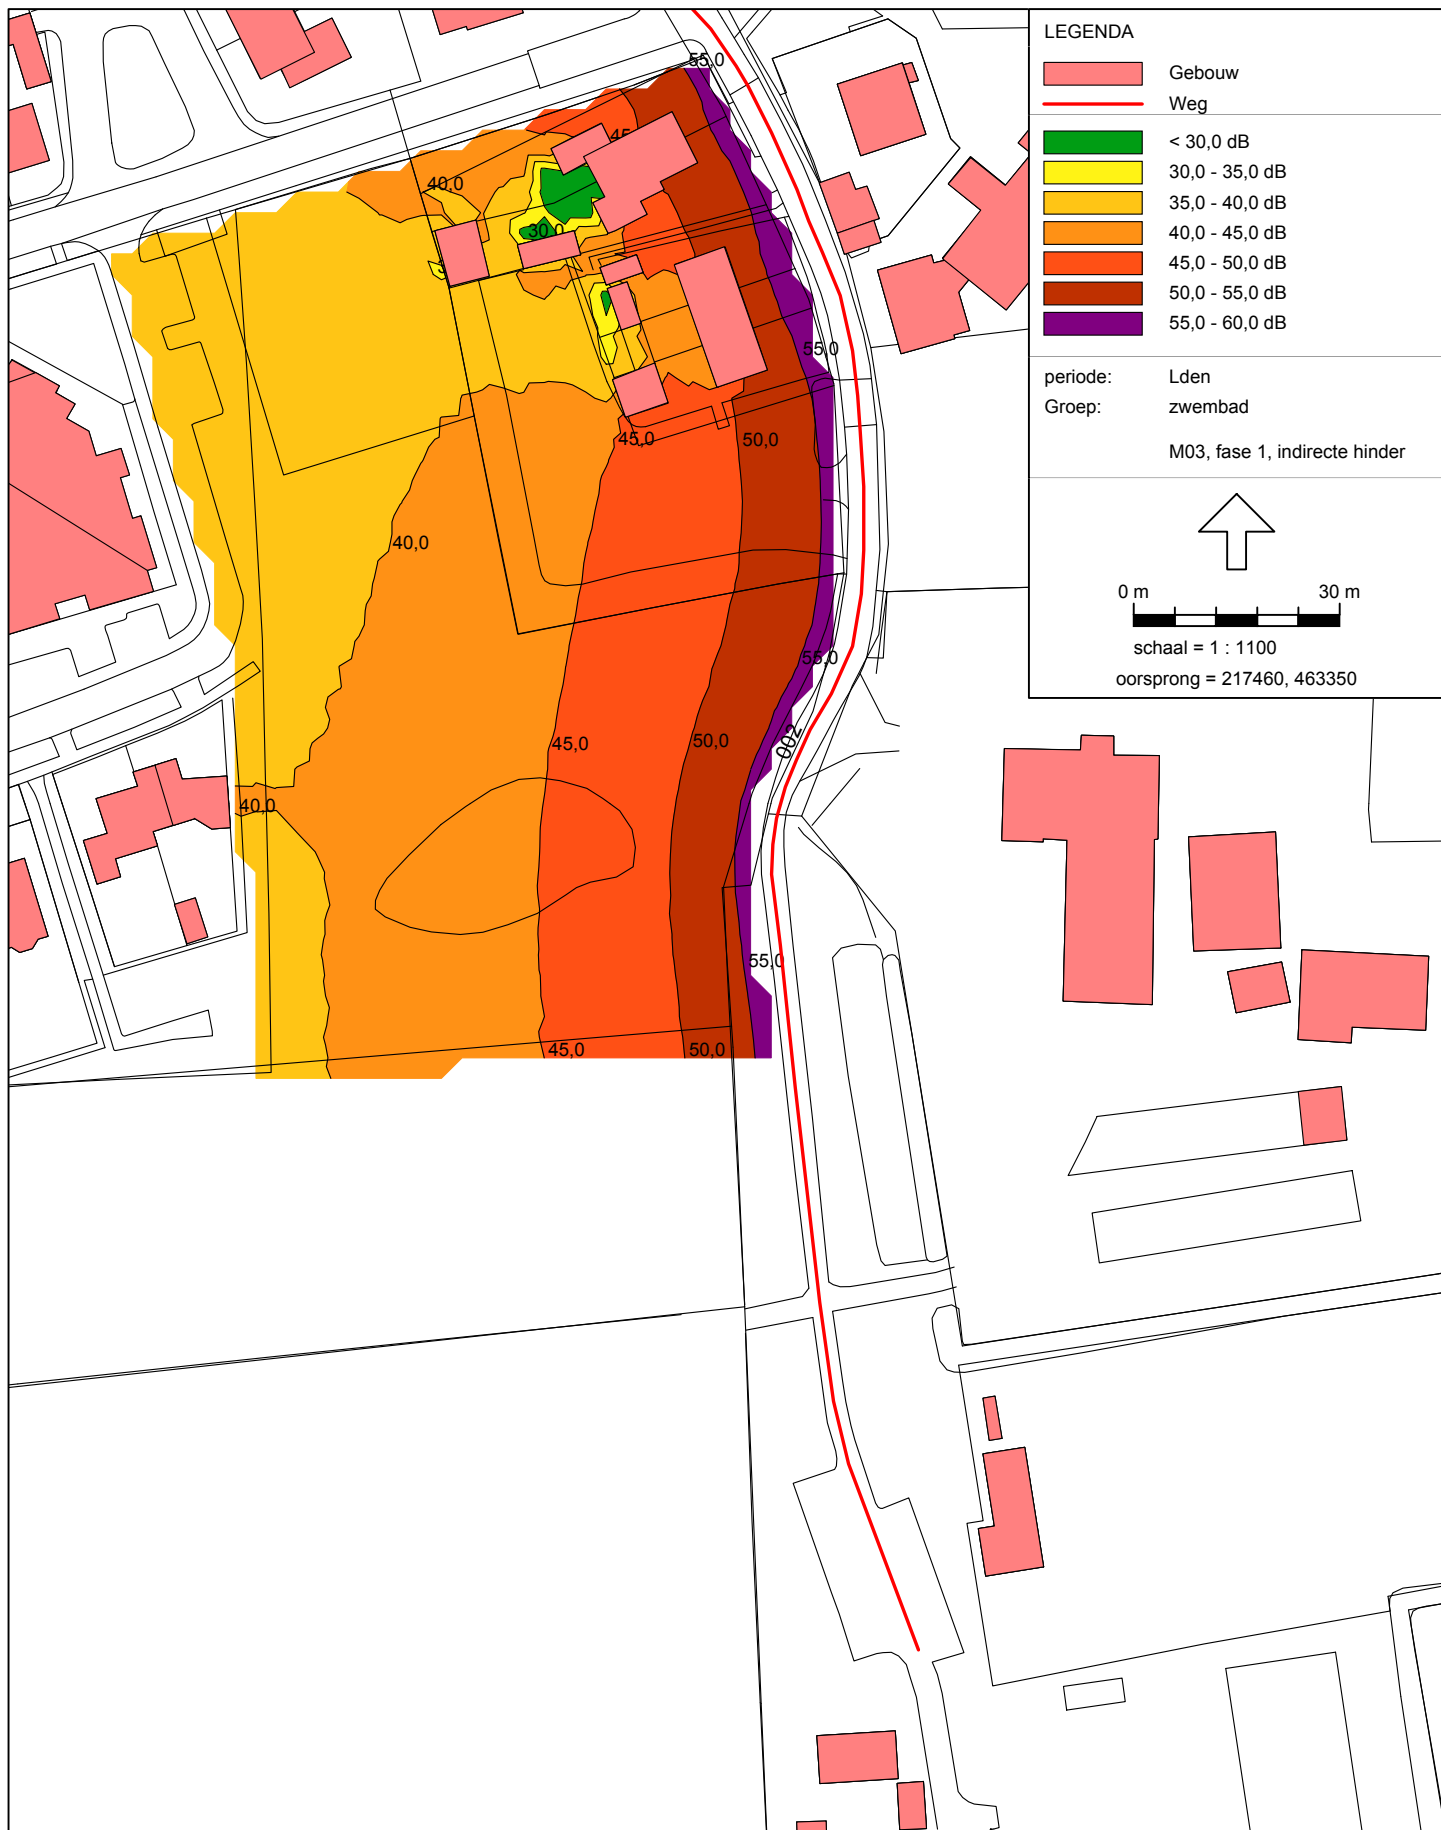 LEGENDA
Gebouw
Weg
< 30,0 dB
30,0 - 35,0 dB
35,0 - 40,0 dB
40,0 - 45,0 dB
45,0 - 50,0 dB
50,0 - 55,0 dB
55,0 - 60,0 dB
periode: Lden
Groep: zwembad
M03, fase 1, indirecte hinder
0 m 30 m
schaal = 1 : 1100
oorsprong = 217460, 463350
55,0
40,0
30,0
55,0
45,0
50,0
40,0
55,0
002
45,0
50,0
40,0
55,0
45,0
50,0